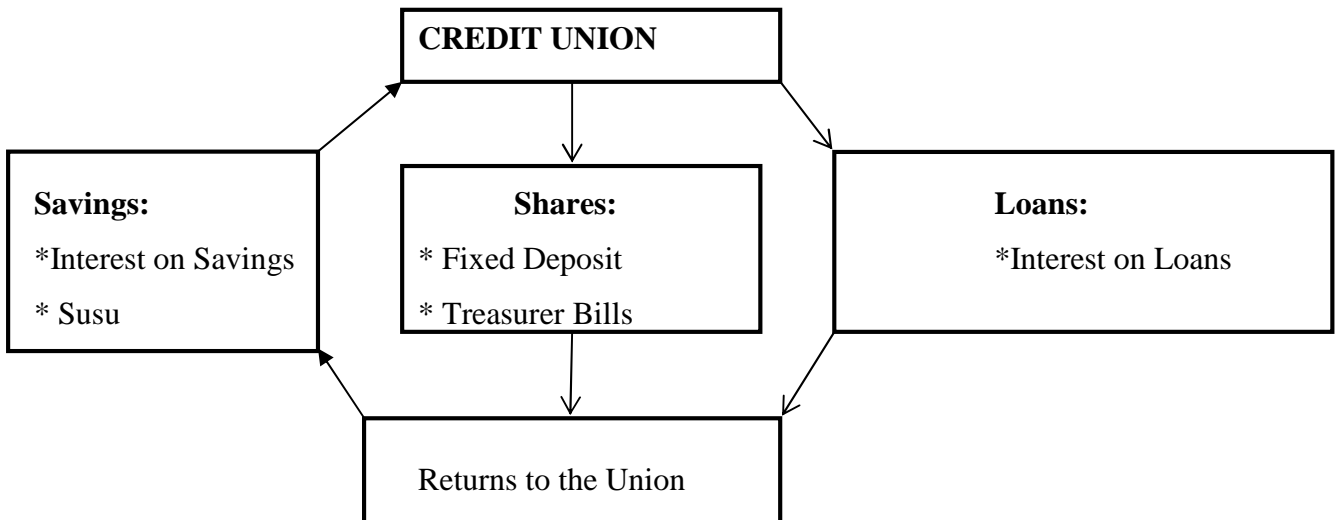 CREDIT UNION
Savings:
*Interest on Savings
* Susu
Shares:
* Fixed Deposit
* Treasurer Bills
Loans:
*Interest on Loans
Returns to the Union